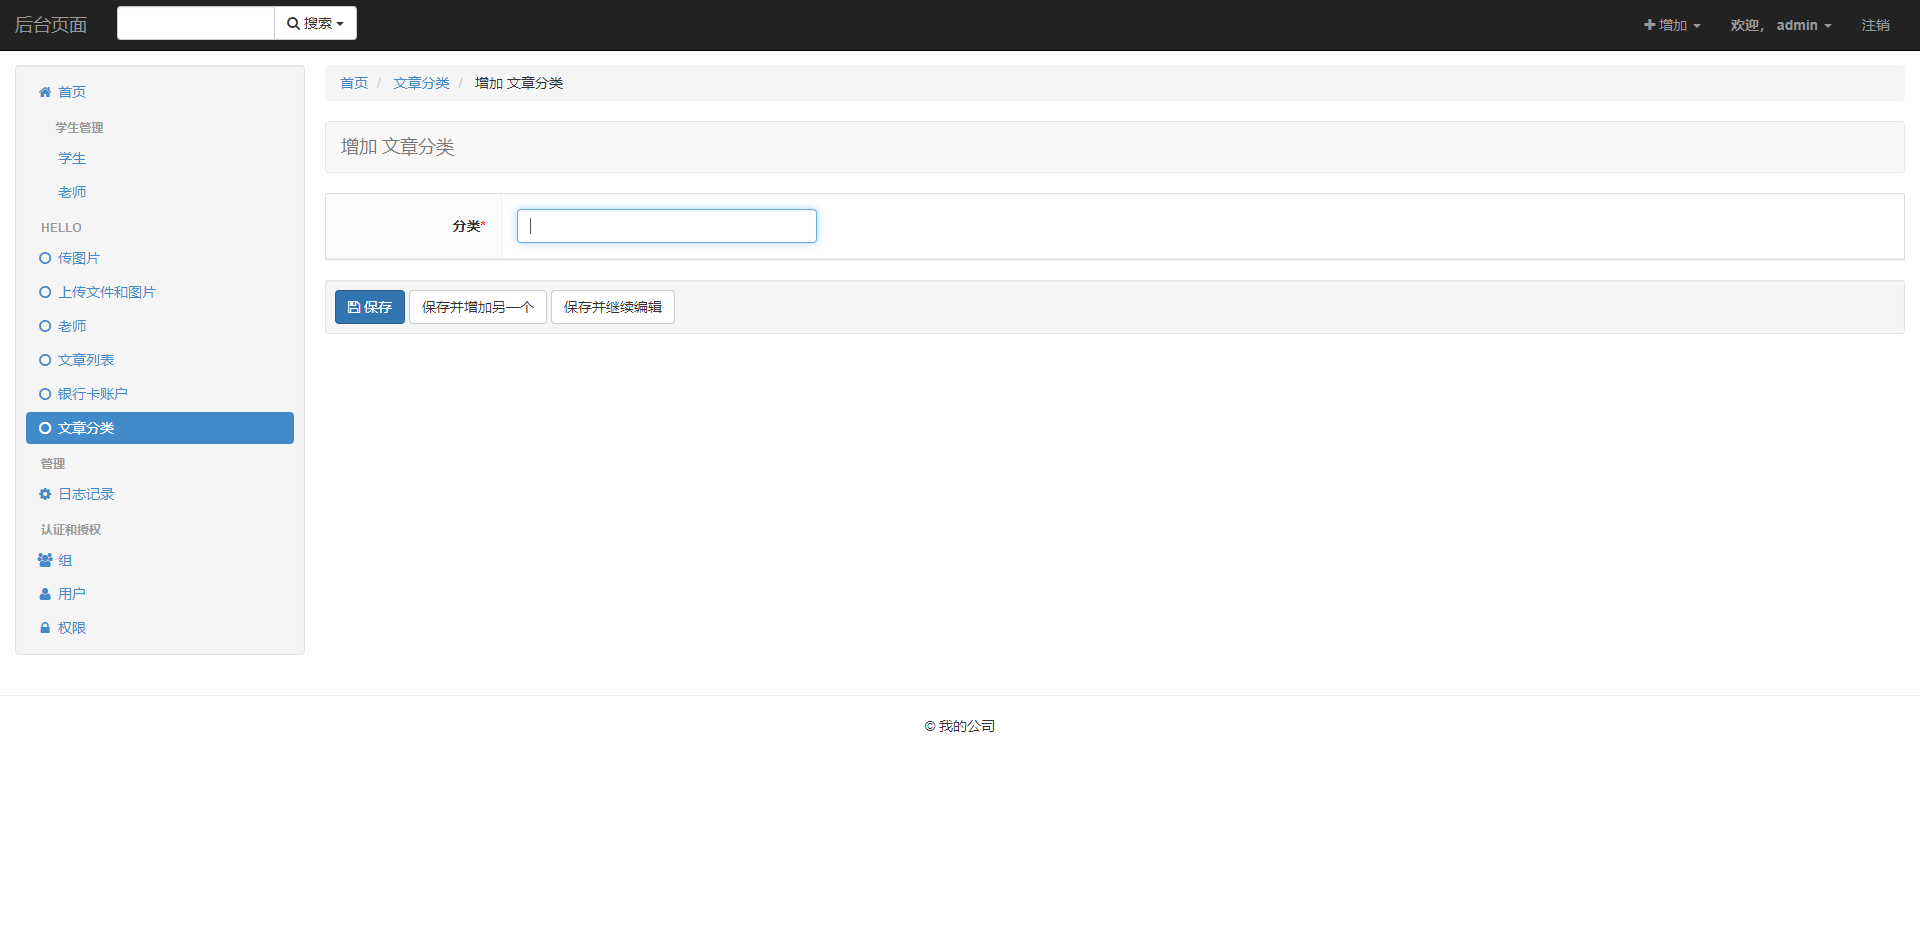 后台页面 搜索 增加 欢迎， admin 注销
首页
学生管理
学生
老师
HELLO
传图片
上传文件和图片
老师
文章列表
银行卡账户
文章分类
管理
日志记录
认证和授权
组
用户
权限
首页 / 文章分类 / 增加 文章分类
增加 文章分类
分类*
保存 保存并增加另一个 保存并继续编辑
© 我的公司